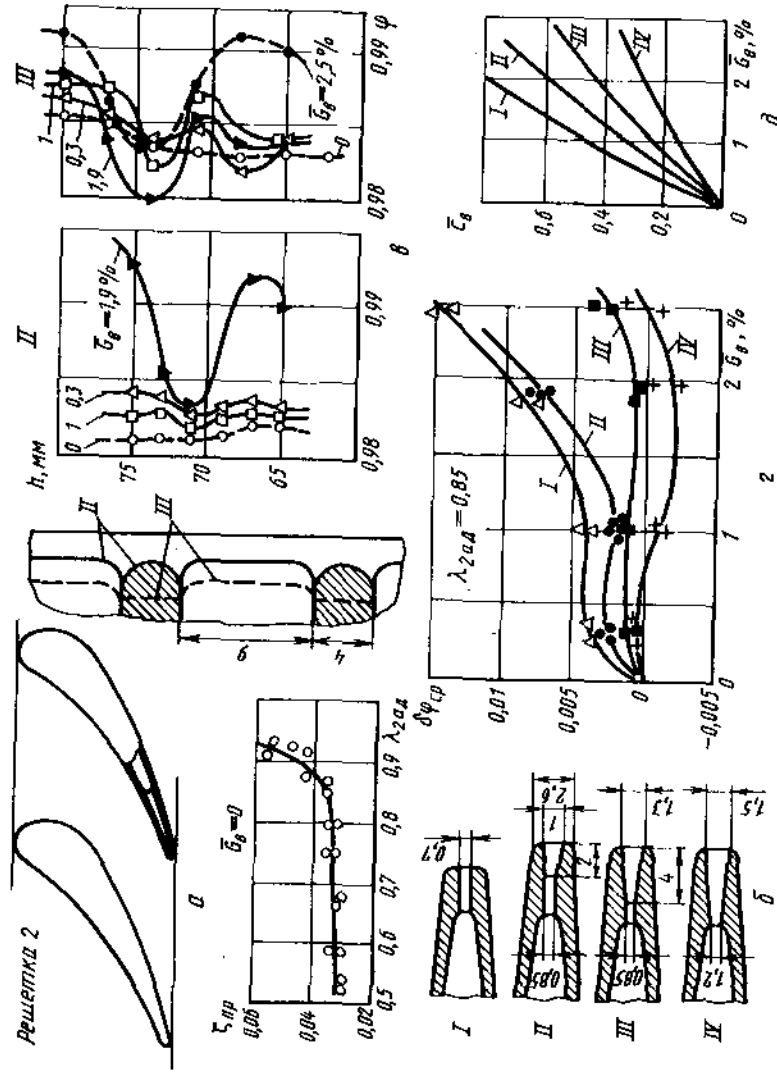 Решетка 2
а
ζпр
0,06
0,04
0,02
Ḡв=0
0,5
0,6
0,7
0,8
0,9
λ2ад
II
III
9
4
h, мм
75
70
65
II
0
1
0,3
Ḡв=1,9%
0,98
0,99
в
III
1
0,3
1,9
0
Ḡв=2,5%
0,98
0,99
φ
I
II
III
IV
0,7
0,85
2
1
2,6
0,85
4
1,3
1,2
1,5
б
δφср
0,01
0,005
0
-0,005
λ2ад=0,85
I
II
III
IV
0
1
2
Ḡв, %
г
c̄в
0,6
0,4
0,2
0
I
II
III
IV
1
2
Ḡв, %
д